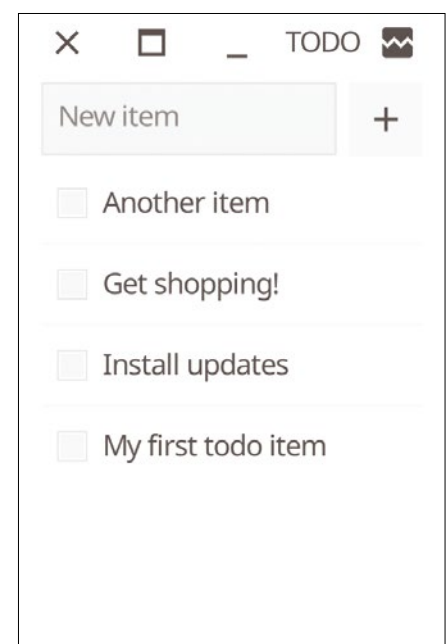 TODO
New item
+
Another item
Get shopping!
Install updates
My first todo item